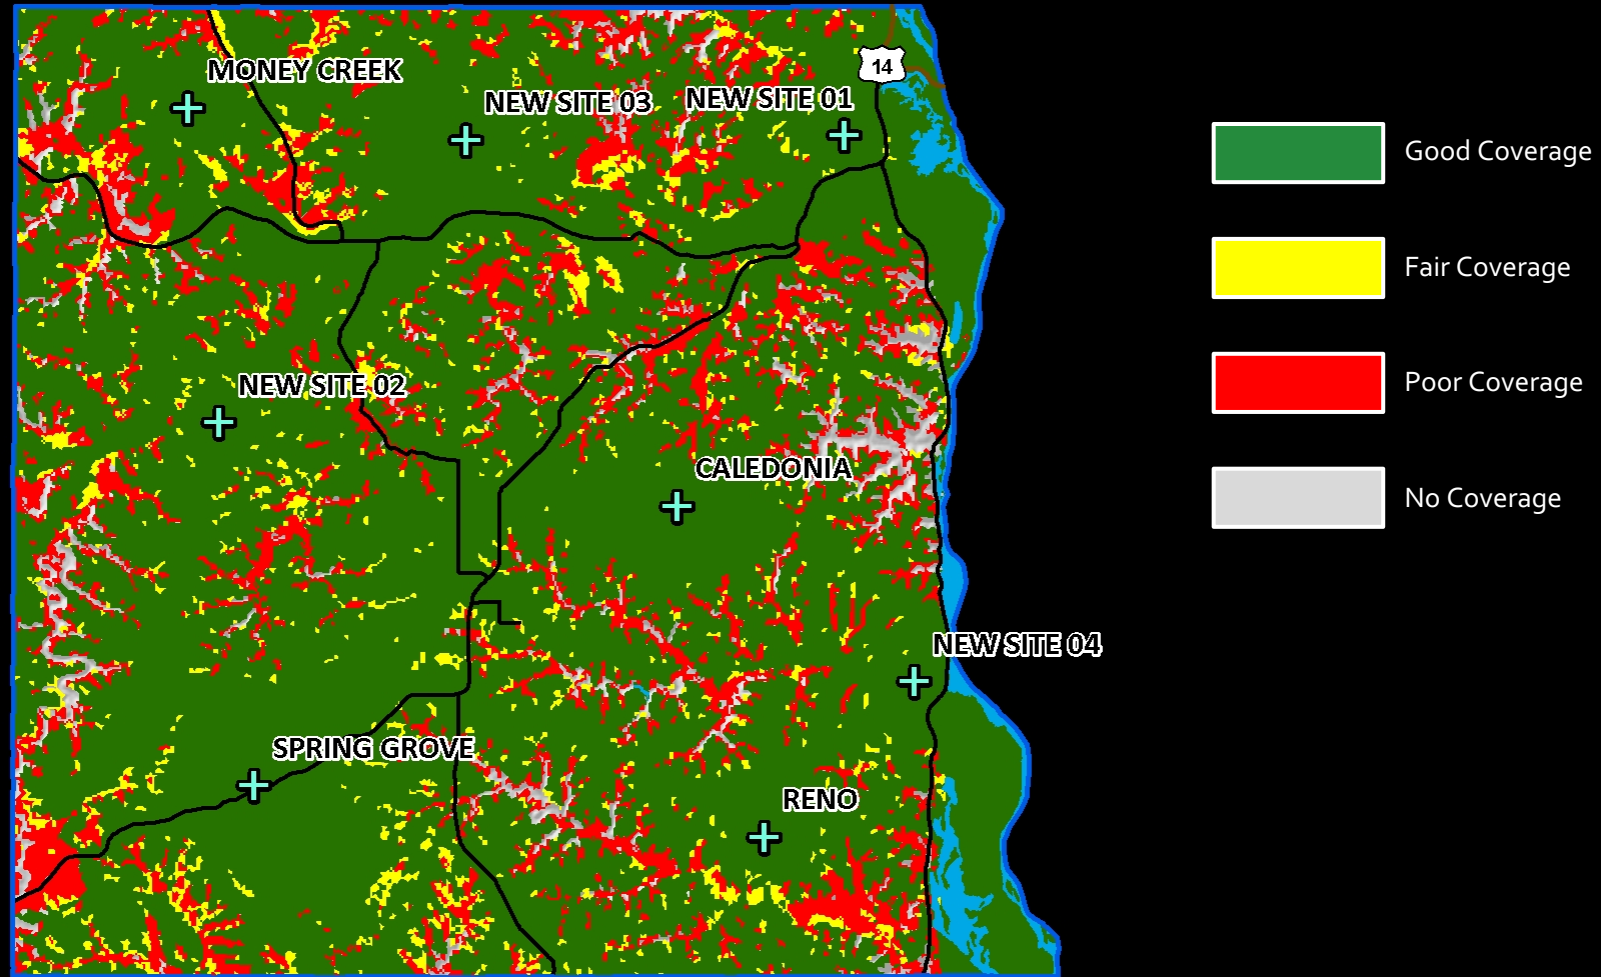 14
MONEY CREEK
NEW SITE 03
NEW SITE 01
NEW SITE 02
CALEDONIA
NEW SITE 04
SPRING GROVE
RENO
Good Coverage
Fair Coverage
Poor Coverage
No Coverage